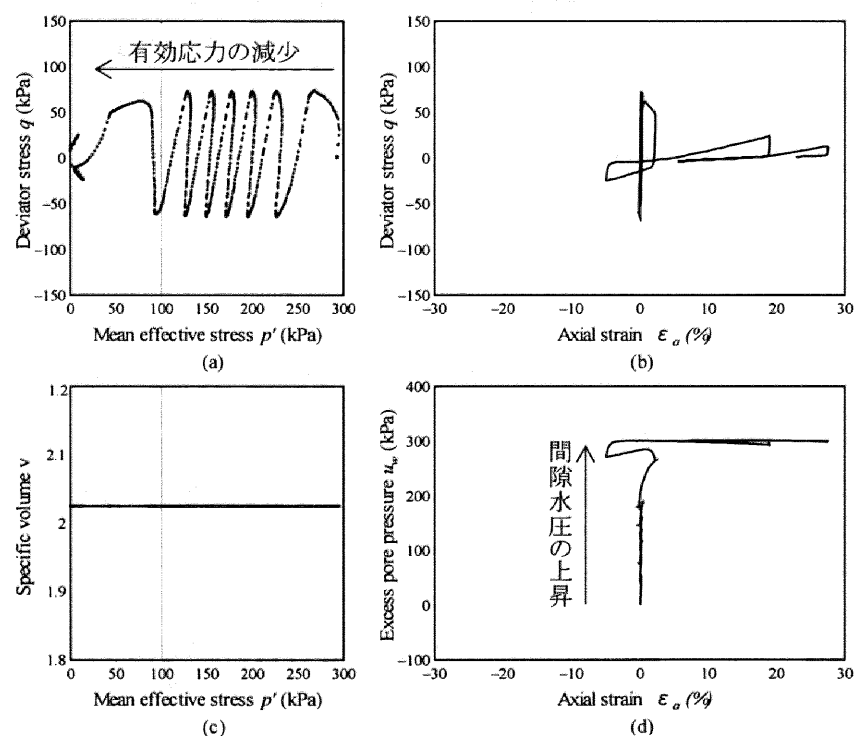 150
100
50
0
−50
−100
−150
Deviator stress q (kPa)
有効応力の減少
0 50 100 150 200 250 300
Mean effective stress p′ (kPa)
(a)
150
100
50
0
−50
−100
−150
Deviator stress q (kPa)
−30 −20 −10 0 10 20 30
Axial strain ε a (%)
(b)
1.2
2.1
2
1.9
1.8
Specific volume v
0 50 100 150 200 250 300
Mean effective stress p′ (kPa)
(c)
400
300
200
100
0
−100
Excess pore pressure uw (kPa)
間隙水圧の上昇
−30 −20 −10 0 10 20 30
Axial strain ε a (%)
(d)